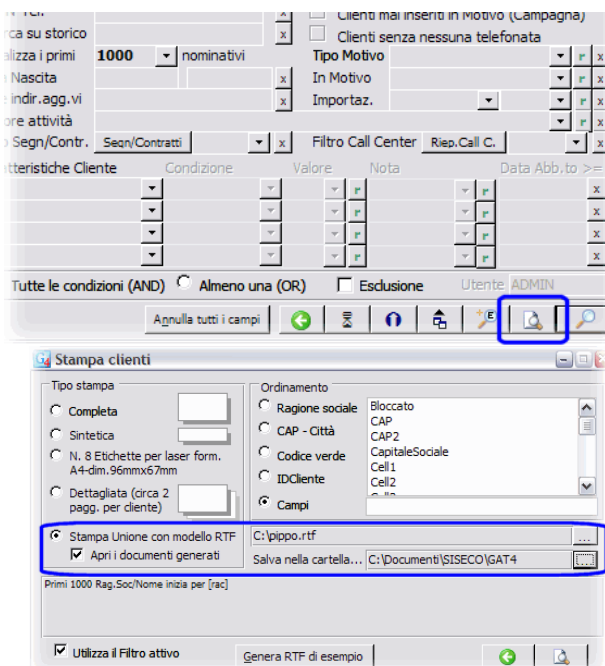 Clienti mai inseriti in Motivo (Campagna)
rca su storico x Clienti senza nessuna telefonata
alizza i primi 1000 nominativi Tipo Motivo r x
Nascita x In Motivo r x
indir.agg.vi x Importaz. r x
ore attività r x
Segn/Contr. Segn/Contratti x Filtro Call Center Riep.Call C. x
atteristiche Cliente Condizione Valore Nota Data Abb.to >=
r r x
r r x
r r x
r r x
Tutte le condizioni (AND) Almeno una (OR) Esclusione Utente ADMIN
Annulla tutti i campi
G4 Stampa clienti
Tipo stampa Ordinamento
Completa Ragione sociale Bloccato
CAP
Sintetica CAP - Città CAP2
N. 8 Etichette per laser form. Codice verde CapitaleSociale
A4-dim.96mmx67mm Cell1
IDCliente Cell2
Dettagliata (circa 2
pagg. per cliente) Campi
Stampa Unione con modello RTF C:\pippo.rtf ...
Apri i documenti generati Salva nella cartella... C:\Documenti\SISECO\GAT4 ...
Primi 1000 Rag.Soc/Nome inizia per [rac]
Utilizza il Filtro attivo Genera RTF di esempio